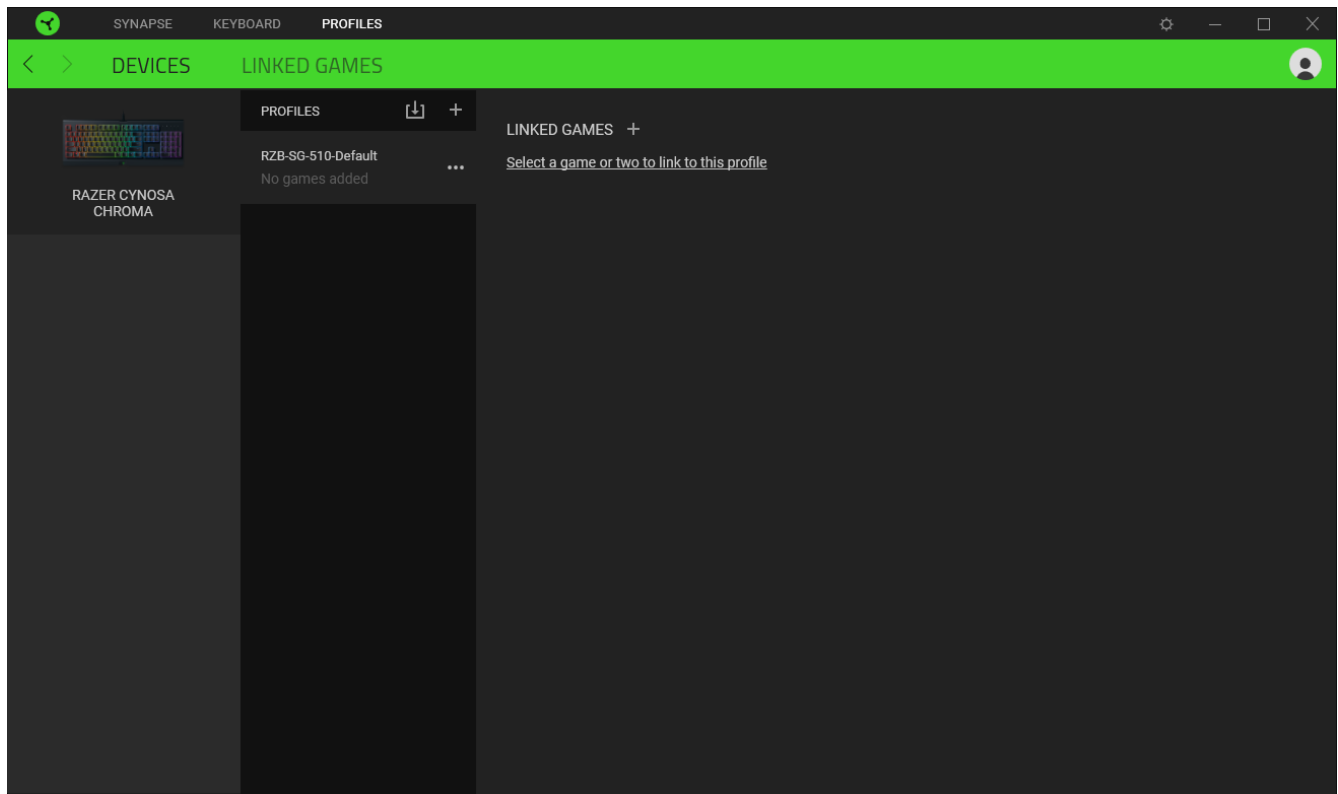 SYNAPSE KEYBOARD PROFILES
DEVICES LINKED GAMES
PROFILES
RZB-SG-510-Default
No games added
RAZER CYNOSA
CHROMA
LINKED GAMES +
Select a game or two to link to this profile